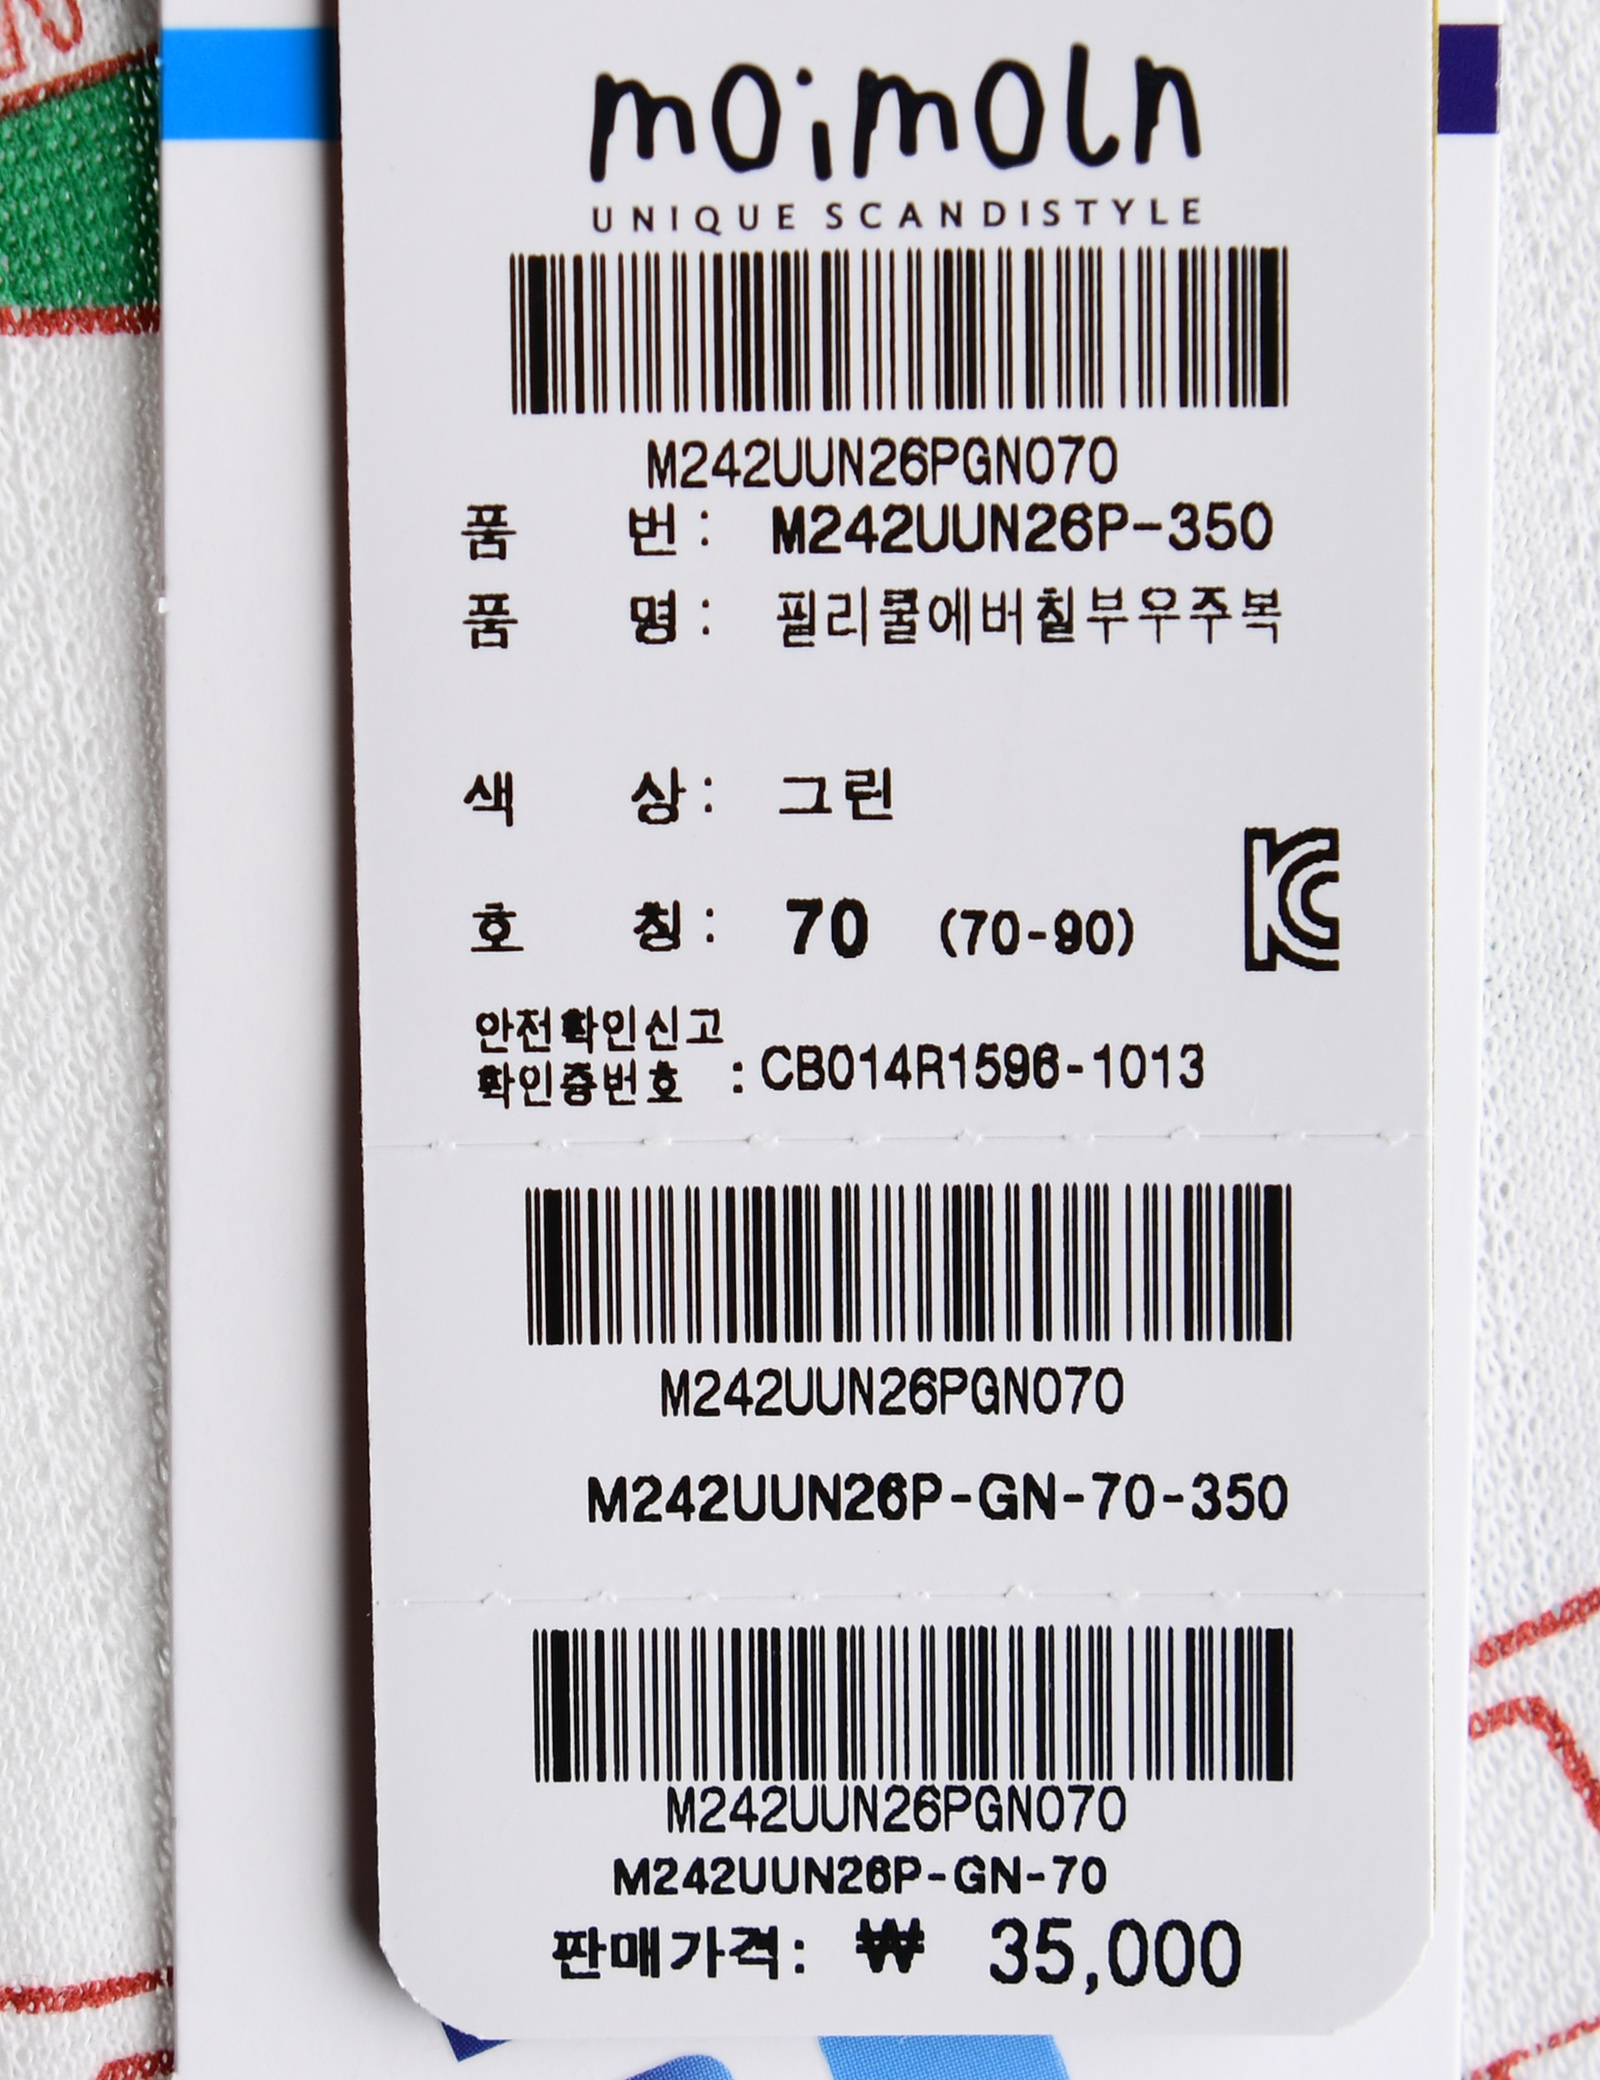 moimoln
UNIQUE SCANDISTYLE
M242UUN26PGN070
품 번 : M242UUN26P-350
품 명 : 필리쿨에버칠부우주복
색 상 : 그린
KC
호 칭 : 70 (70-90)
안전확인신고
확인증번호 : CB014R1596-1013
M242UUN26PGN070
M242UUN26P-GN-70-350
M242UUN26PGN070
M242UUN26P-GN-70
판매가격: ₩ 35,000